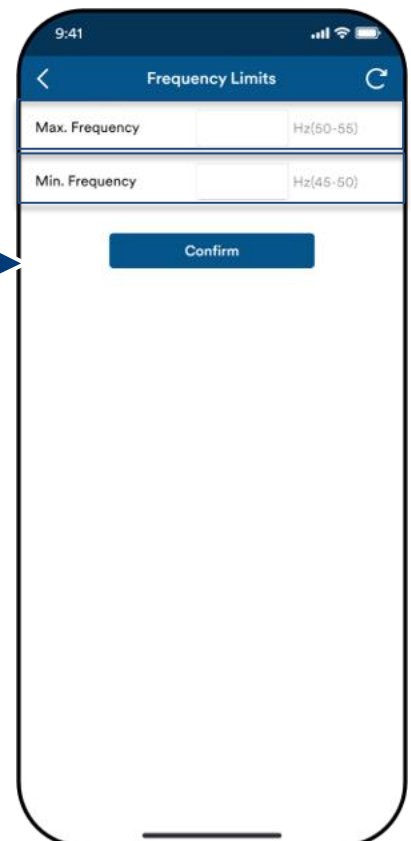 9:41
Frequency Limits
Max. Frequency Hz(50-55)
Min. Frequency Hz(45-50)
Confirm